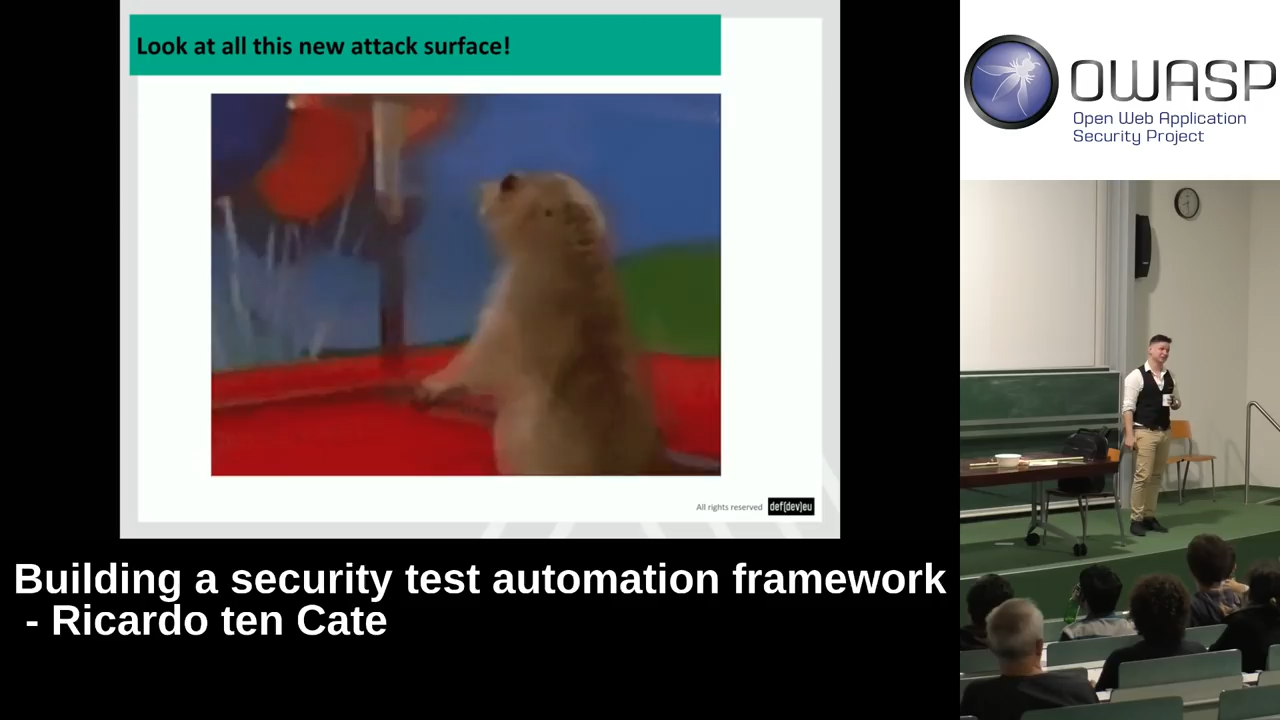 Look at all this new attack surface!
All rights reserved
def[dev]eu
Building a security test automation framework
- Ricardo ten Cate
OWASP
Open Web Application
Security Project